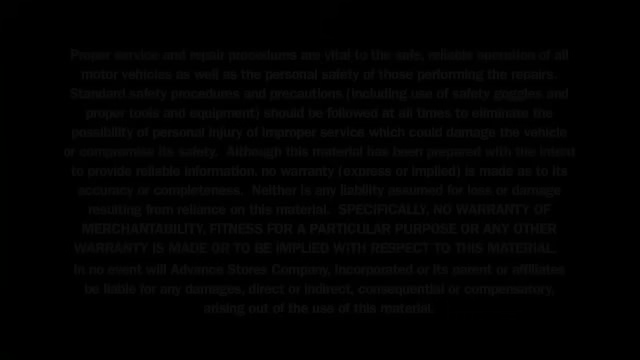 Proper service and repair procedures are vital to the safe, reliable operation of all
motor vehicles as well as the personal safety of those performing the repairs.
Standard safety procedures and precautions (including use of safety goggles and
proper tools and equipment) should be followed at all times to eliminate the
possibility of personal injury of improper service which could damage the vehicle
or compromise its safety.  Although this material has been prepared with the intent
to provide reliable information, no warranty (express or implied) is made as to its
accuracy or completeness.  Neither is any liability assumed for loss or damage
resulting from reliance on this material.  SPECIFICALLY, NO WARRANTY OF
MERCHANTABILITY, FITNESS FOR A PARTICULAR PURPOSE OR ANY OTHER
WARRANTY IS MADE OR TO BE IMPLIED WITH RESPECT TO THIS MATERIAL.
In no event will Advance Stores Company, Incorporated or its parent or affiliates
be liable for any damages, direct or indirect, consequential or compensatory,
arising out of the use of this material.